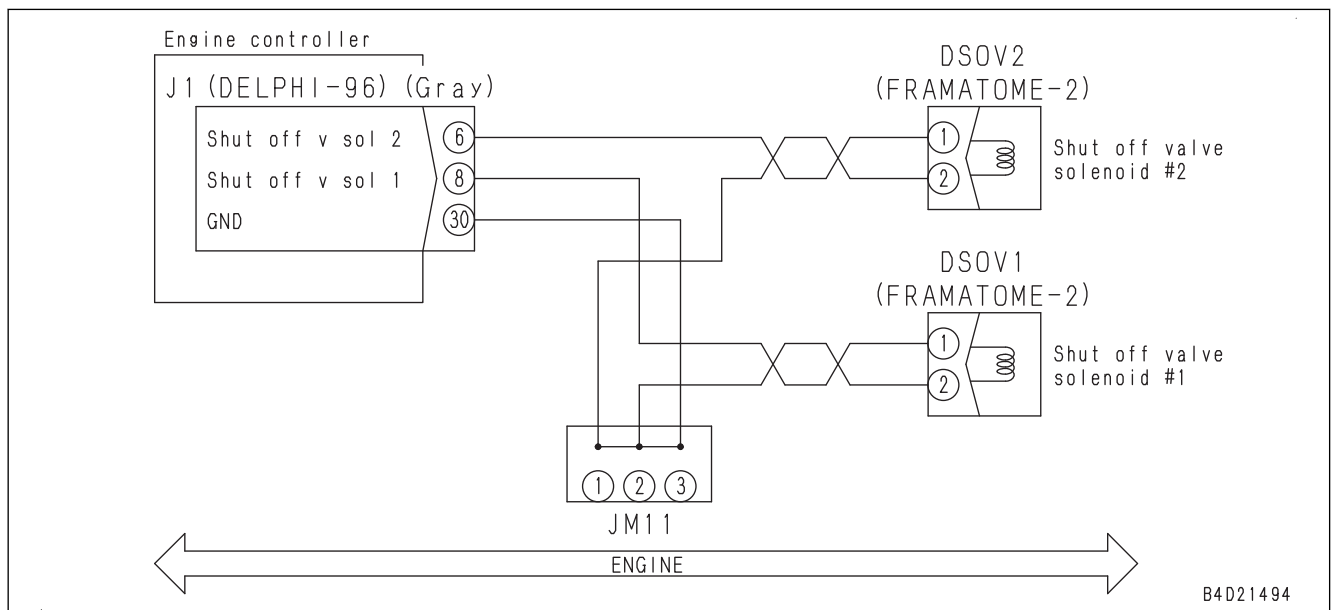 Engine controller
J1(DELPHI-96)(Gray)
Shut off v sol 2
6
Shut off v sol 1
8
GND
30
DSOV2
(FRAMATOME-2)
1
2
Shut off valve
solenoid #2
DSOV1
(FRAMATOME-2)
1
2
Shut off valve
solenoid #1
1 2 3
JM11
ENGINE
B4D21494